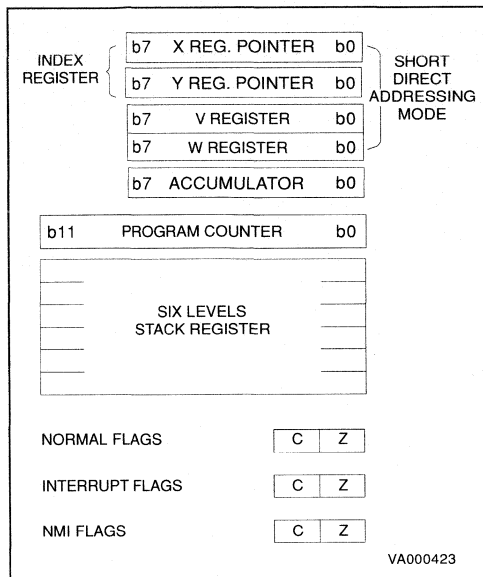 INDEX
REGISTER
b7 X REG. POINTER b0
b7 Y REG. POINTER b0
b7 V REGISTER b0
b7 W REGISTER b0
SHORT
DIRECT
ADDRESSING
MODE
b7 ACCUMULATOR b0
b11 PROGRAM COUNTER b0
SIX LEVELS
STACK REGISTER
NORMAL FLAGS C Z
INTERRUPT FLAGS C Z
NMI FLAGS C Z
VA000423